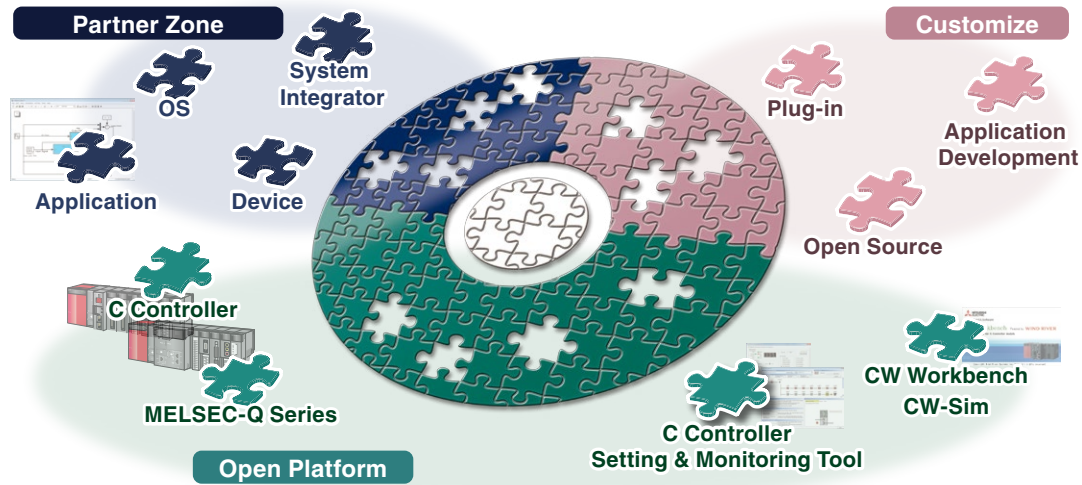 Partner Zone
Customize
OS
System
Integrator
Plug-in
Application
Development
Application
Device
Open Source
C Controller
MELSEC-Q Series
CW Workbench
CW-Sim
C Controller
Setting & Monitoring Tool
Open Platform